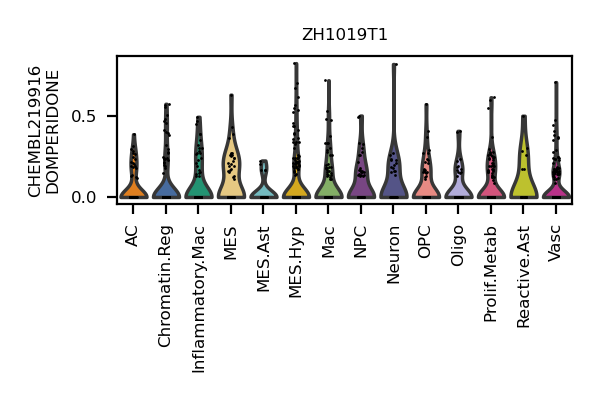 ZH1019T1
CHEMBL219916
DOMPERIDONE
0.5
0.0
AC
Chromatin.Reg
Inflammatory.Mac
MES
MES.Ast
MES.Hyp
Mac
NPC
Neuron
OPC
Oligo
Prolif.Metab
Reactive.Ast
Vasc